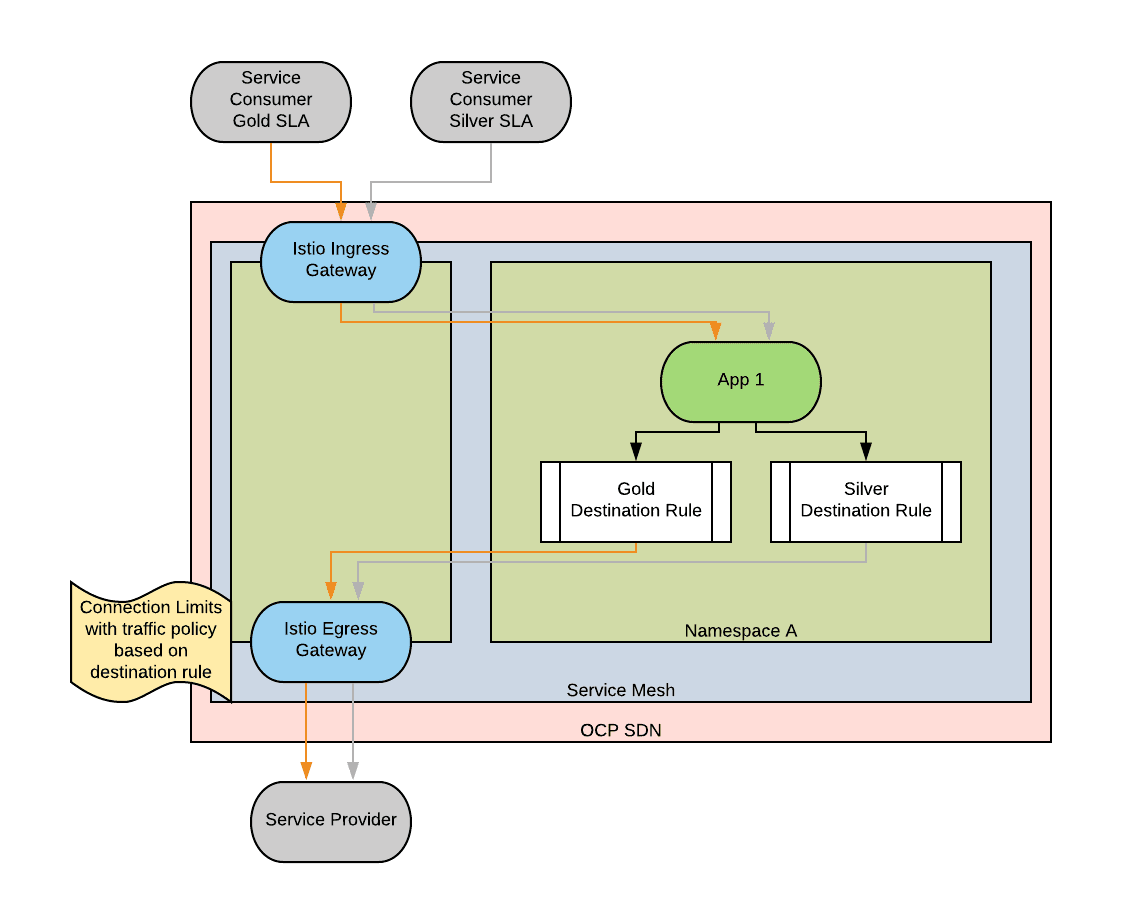 Service
Consumer
Gold SLA
Service
Consumer
Silver SLA
Istio Ingress
Gateway
App 1
Gold
Destination Rule
Silver
Destination Rule
Connection Limits
with traffic policy
based on
destination rule
Istio Egress
Gateway
Namespace A
Service Mesh
OCP SDN
Service Provider